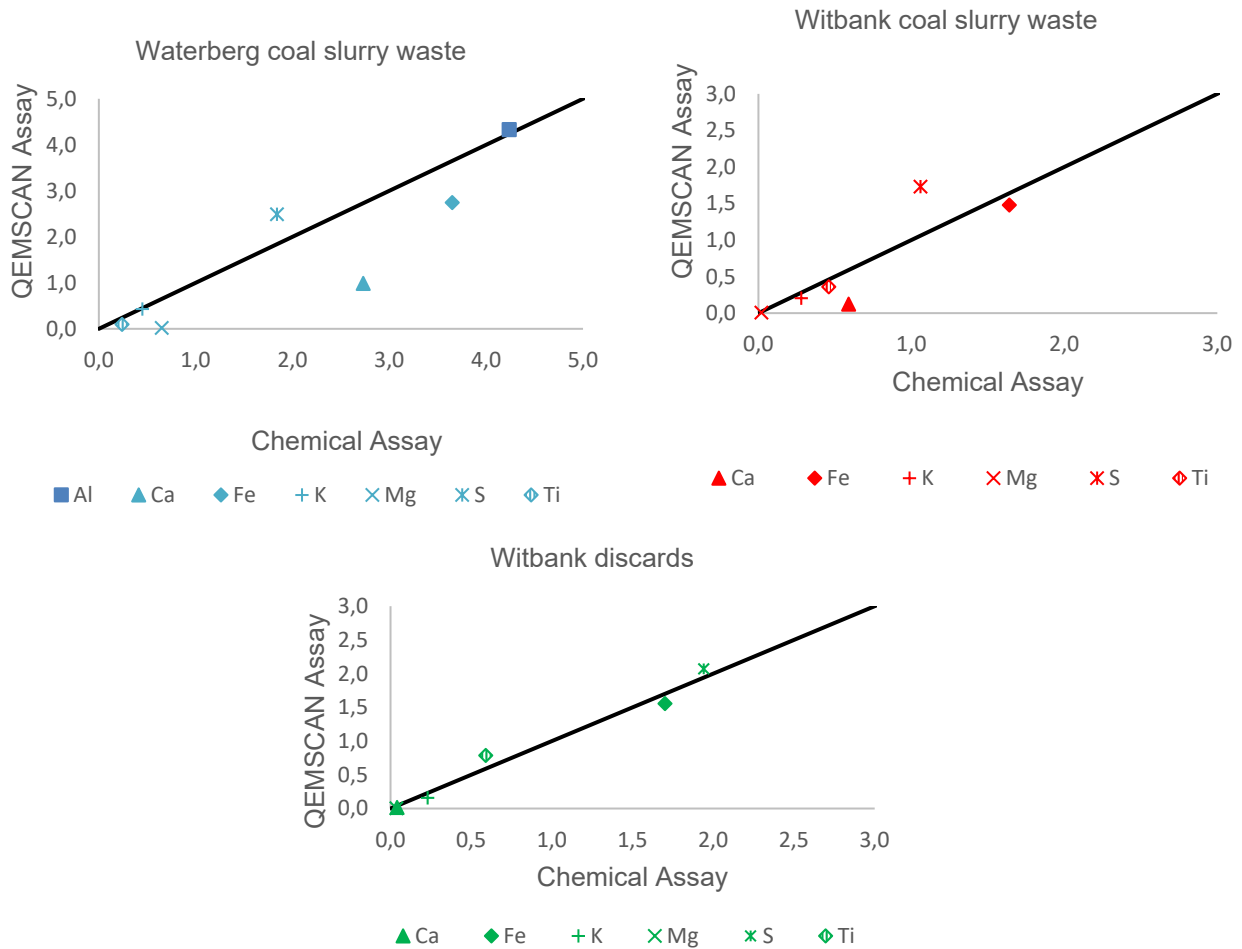 Waterberg coal slurry waste
QEMSCAN Assay
5,0
4,0
3,0
2,0
1,0
0,0
0,0 1,0 2,0 3,0 4,0 5,0
Chemical Assay
Al Ca Fe K Mg S Ti
Witbank coal slurry waste
QEMSCAN Assay
3,0
2,5
2,0
1,5
1,0
0,5
0,0
0,0 1,0 2,0 3,0
Chemical Assay
Ca Fe K Mg S Ti
Witbank discards
QEMSCAN Assay
3,0
2,5
2,0
1,5
1,0
0,5
0,0
0,0 0,5 1,0 1,5 2,0 2,5 3,0
Chemical Assay
Ca Fe K Mg S Ti